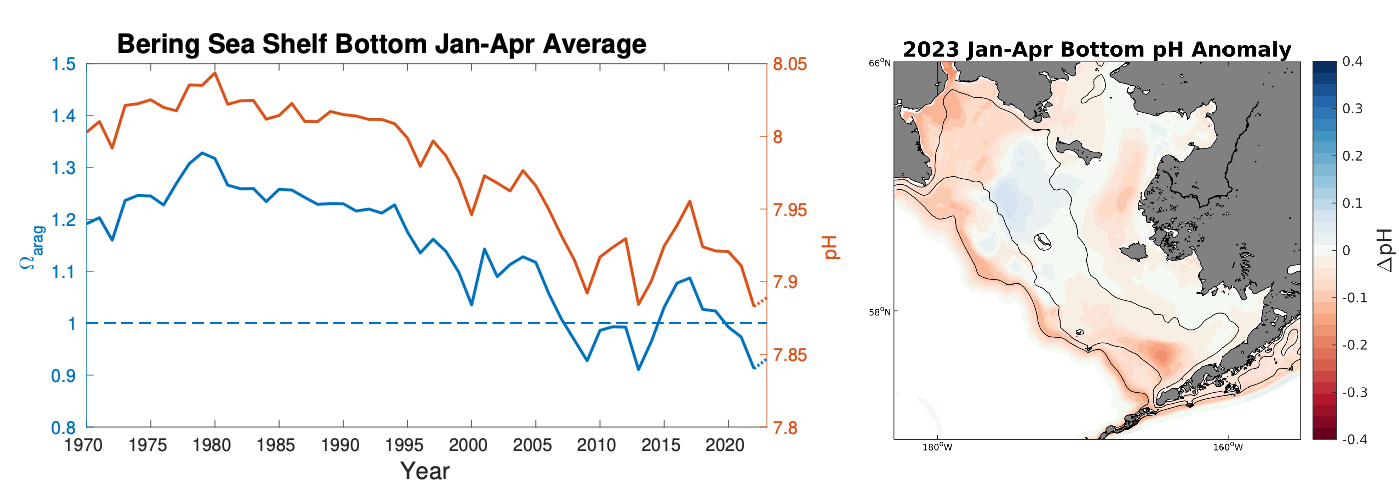 Bering Sea Shelf Bottom Jan-Apr Average
1.5
1.4
1.3
1.2
1.1
1
0.9
0.8
Ωarag
8.05
8
7.95
7.9
7.85
7.8
pH
1970 1975 1980 1985 1990 1995 2000 2005 2010 2015 2020
Year
2023 Jan-Apr Bottom pH Anomaly
66°N
58°N
180°W 160°W
0.4
0.3
0.2
0.1
0
-0.1
-0.2
-0.3
-0.4
ΔpH